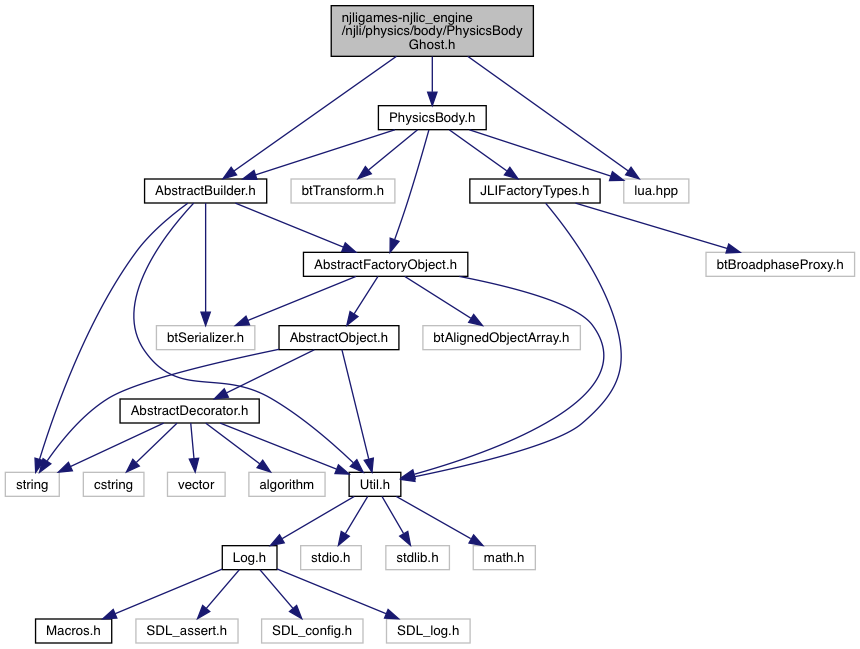 njligames-njlic_engine
/njli/physics/body/PhysicsBody
Ghost.h
PhysicsBody.h
AbstractBuilder.h
btTransform.h
JLIFactoryTypes.h
lua.hpp
AbstractFactoryObject.h
btBroadphaseProxy.h
btSerializer.h
AbstractObject.h
btAlignedObjectArray.h
AbstractDecorator.h
string
cstring
vector
algorithm
Util.h
Log.h
stdio.h
stdlib.h
math.h
Macros.h
SDL_assert.h
SDL_config.h
SDL_log.h